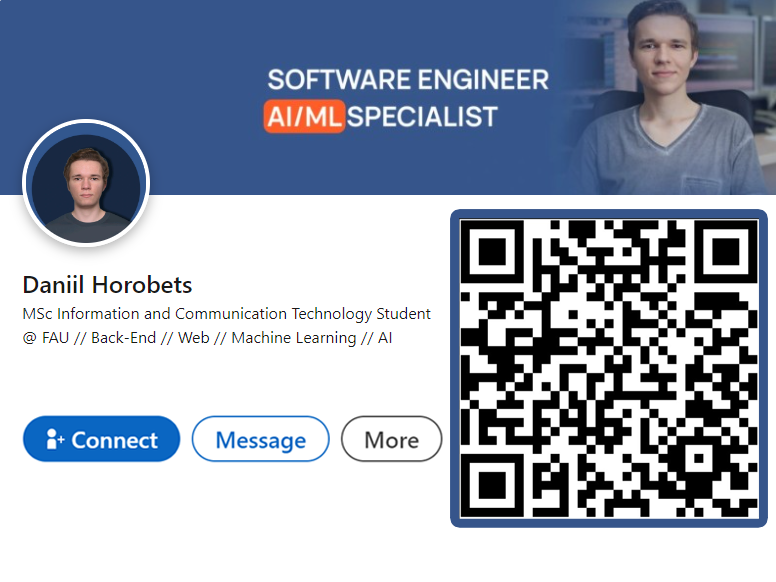 SOFTWARE ENGINEER
AI/ML SPECIALIST
Daniil Horobets
MSc Information and Communication Technology Student
@ FAU // Back-End // Web // Machine Learning // AI
Connect
Message
More